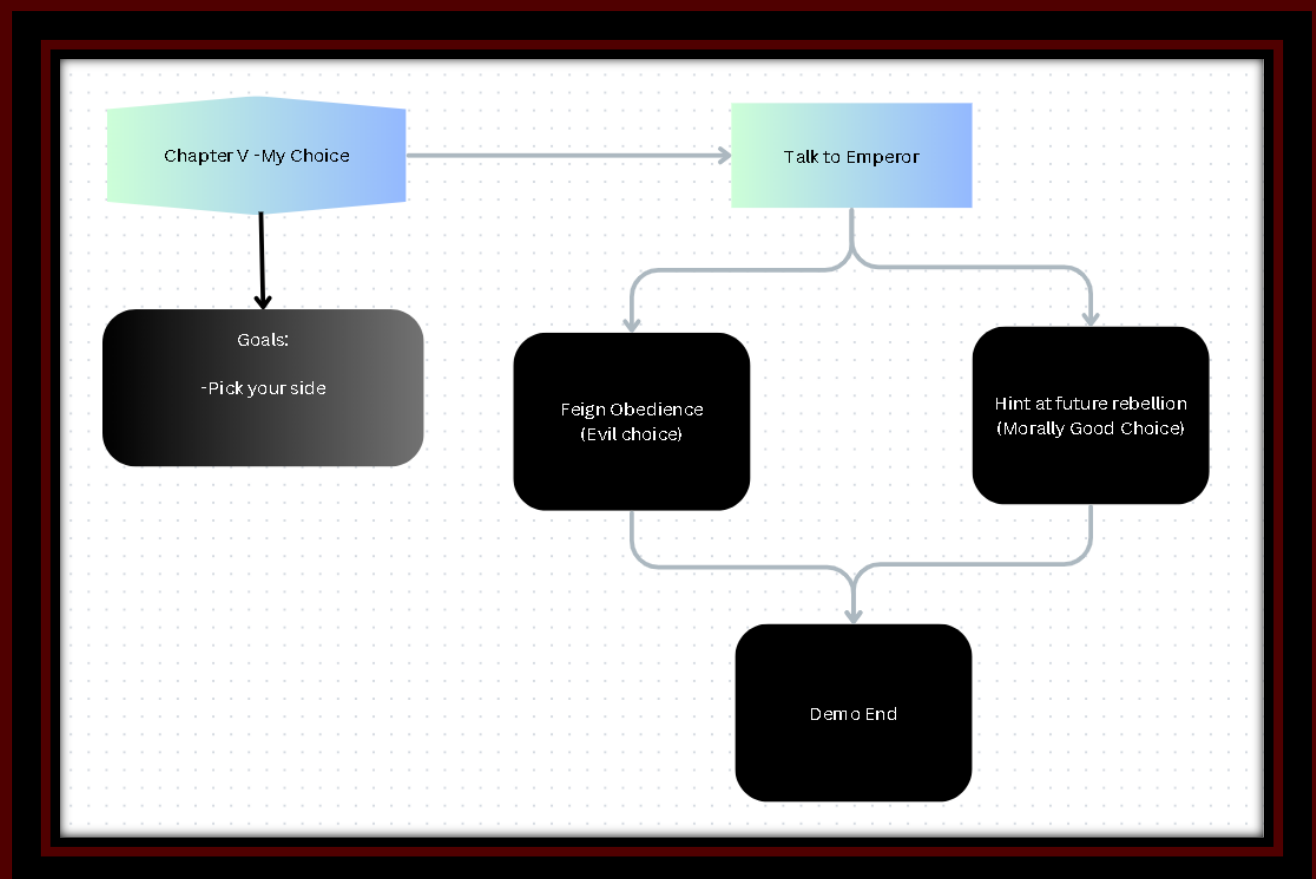 Chapter V -My Choice
Talk to Emperor
Goals:
-Pick your side
Feign Obedience
(Evil choice)
Hint at future rebellion
(Morally Good Choice)
Demo End